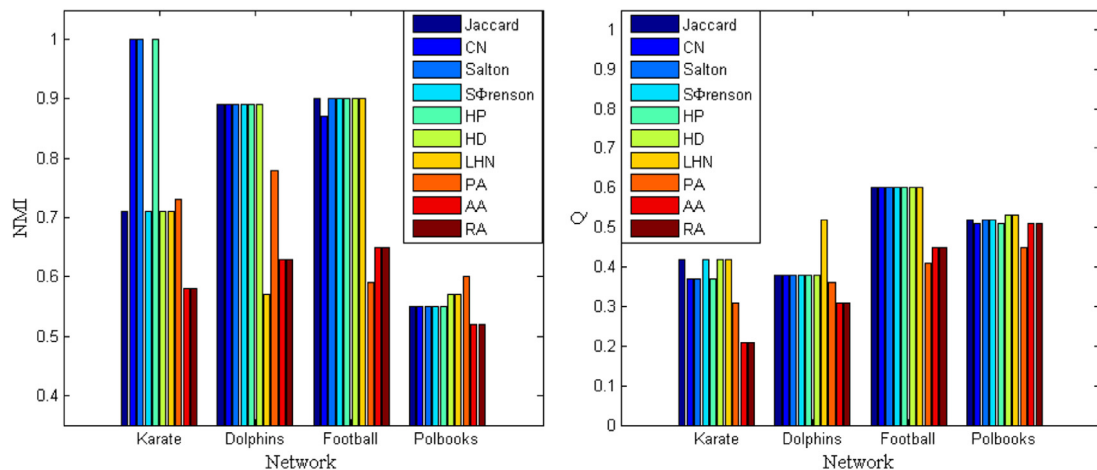 1
0.9
0.8
0.7
0.6
0.5
0.4
NMI
Karate Dolphins Football Polbooks
Network
Jaccard
CN
Salton
SΦrenson
HP
HD
LHN
PA
AA
RA
1
0.9
0.8
0.7
0.6
0.5
0.4
0.3
0.2
0.1
0
Q
Karate Dolphins Football Polbooks
Network
Jaccard
CN
Salton
SΦrenson
HP
HD
LHN
PA
AA
RA